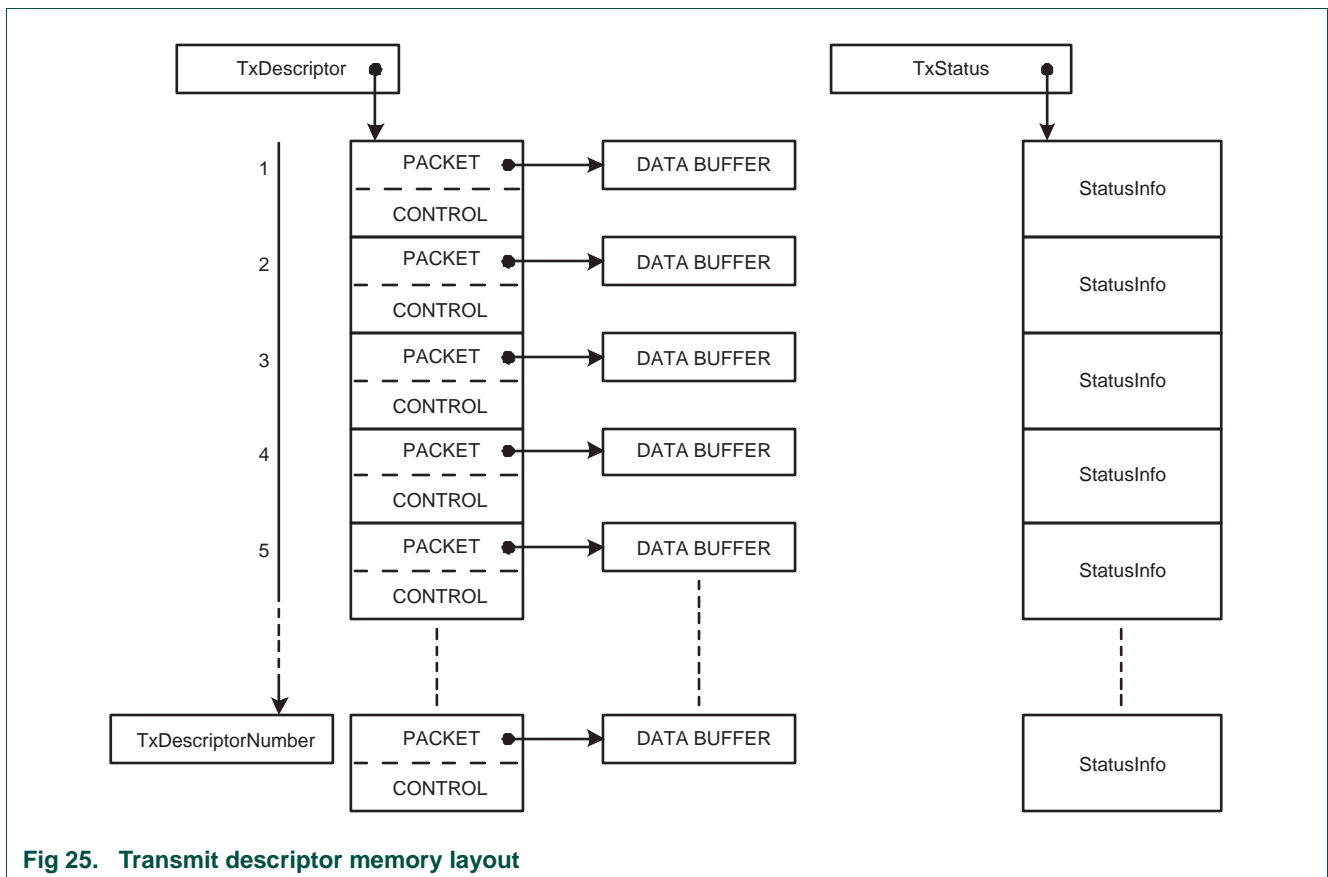 TxDescriptor
TxStatus
1
PACKET
DATA BUFFER
CONTROL
StatusInfo
2
PACKET
DATA BUFFER
CONTROL
StatusInfo
3
PACKET
DATA BUFFER
CONTROL
StatusInfo
4
PACKET
DATA BUFFER
CONTROL
StatusInfo
5
PACKET
DATA BUFFER
CONTROL
StatusInfo
TxDescriptorNumber
PACKET
DATA BUFFER
CONTROL
StatusInfo
Fig 25. Transmit descriptor memory layout